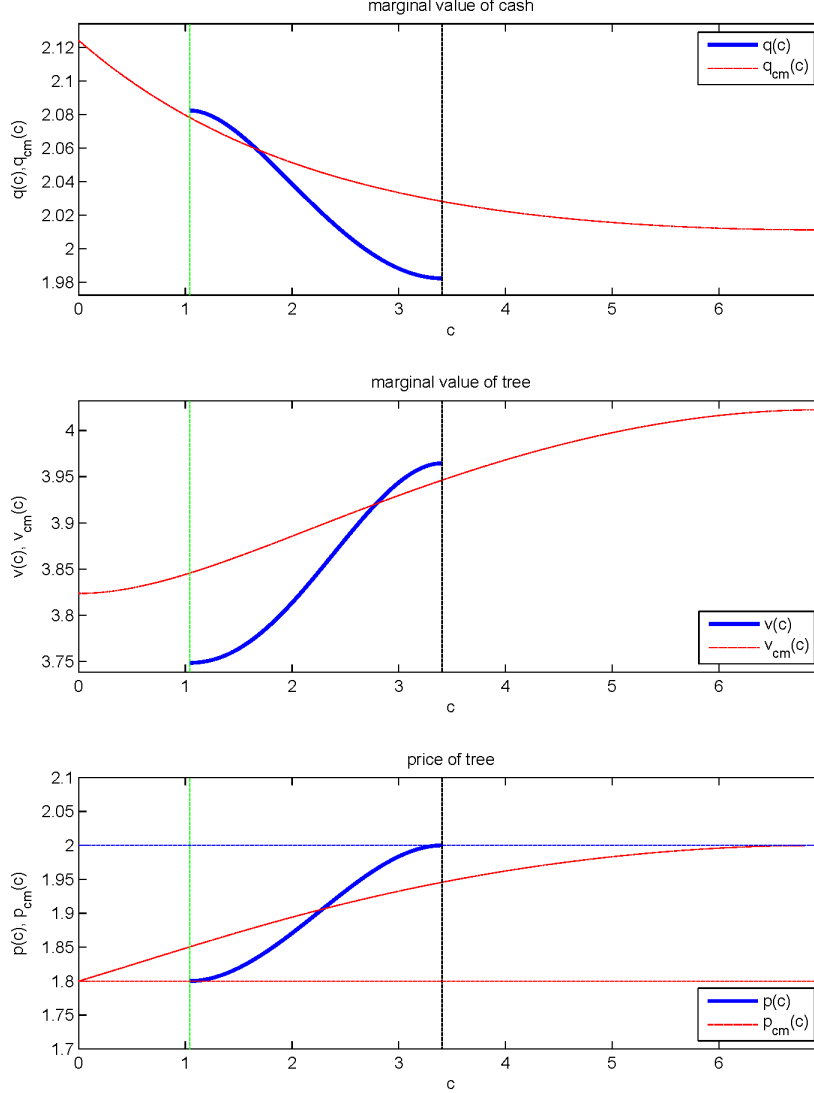 marginal value of cash
2.12
2.1
2.08
2.06
2.04
2.02
2
1.98
q(c),q_cm(c)
q(c)
q_cm(c)
0 1 2 3 4 5 6
c
marginal value of tree
4
3.95
3.9
3.85
3.8
3.75
v(c), v_cm(c)
v(c)
v_cm(c)
0 1 2 3 4 5 6
c
price of tree
2.1
2.05
2
1.95
1.9
1.85
1.8
1.75
1.7
p(c), p_cm(c)
p(c)
p_cm(c)
0 1 2 3 4 5 6
c